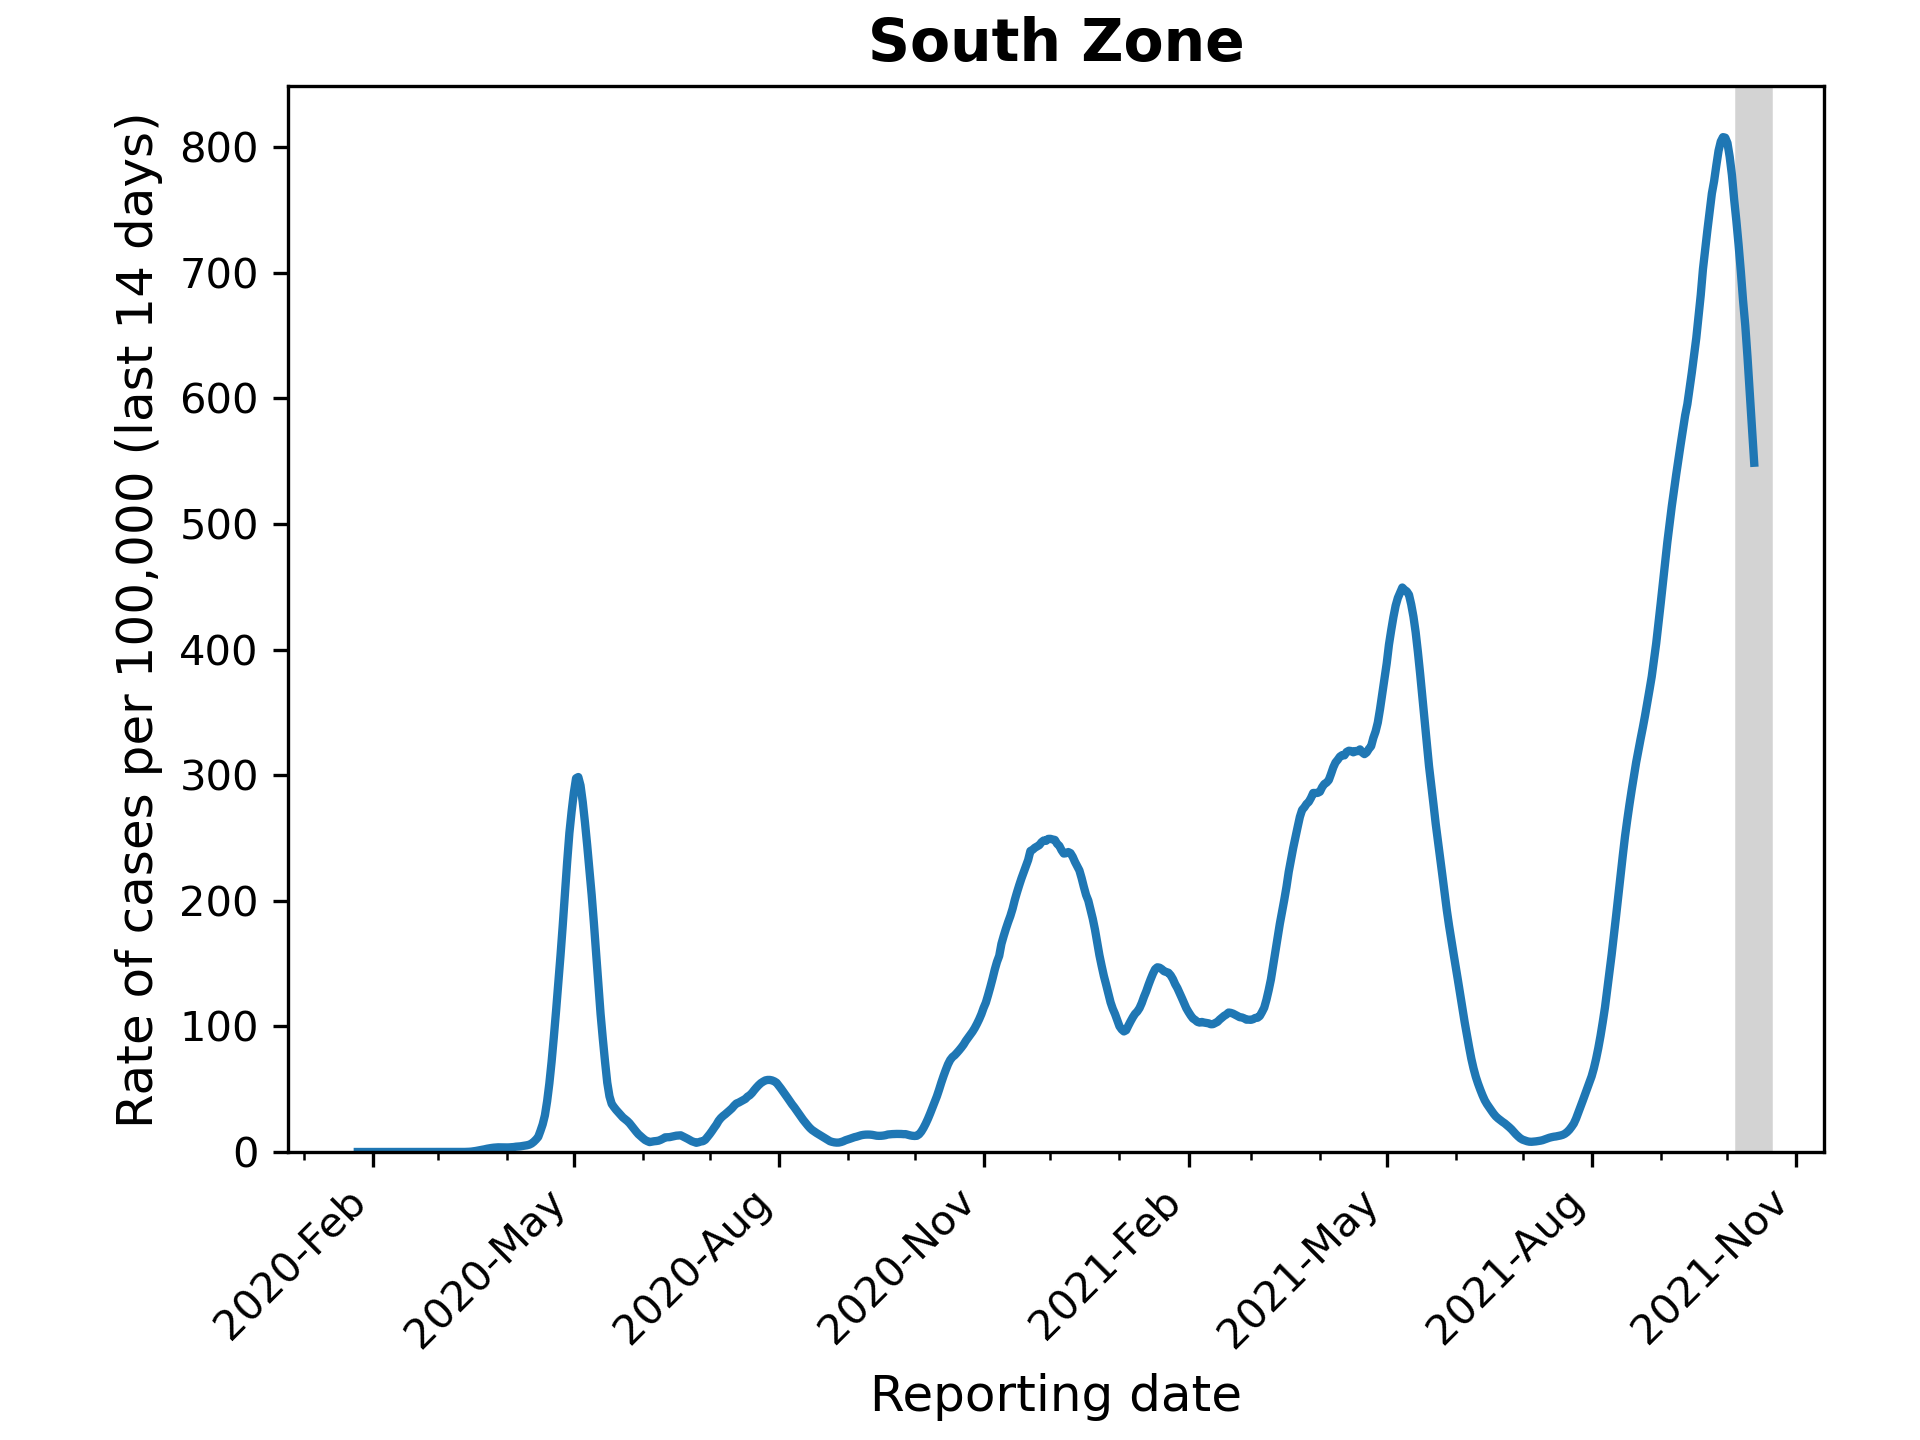 South Zone
Rate of cases per 100,000 (last 14 days)
800
700
600
500
400
300
200
100
0
2020-Feb
2020-May
2020-Aug
2020-Nov
2021-Feb
2021-May
2021-Aug
2021-Nov
Reporting date